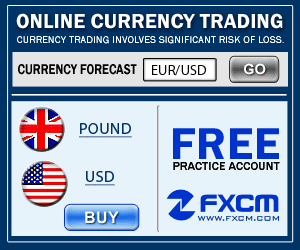 ONLINE CURRENCY TRADING
CURRENCY TRADING INVOLVES SIGNIFICANT RISK OF LOSS.
CURRENCY FORECAST EUR/USD GO
POUND
USD
BUY
FREE
PRACTICE ACCOUNT
FXCM
WWW.FXCM.COM